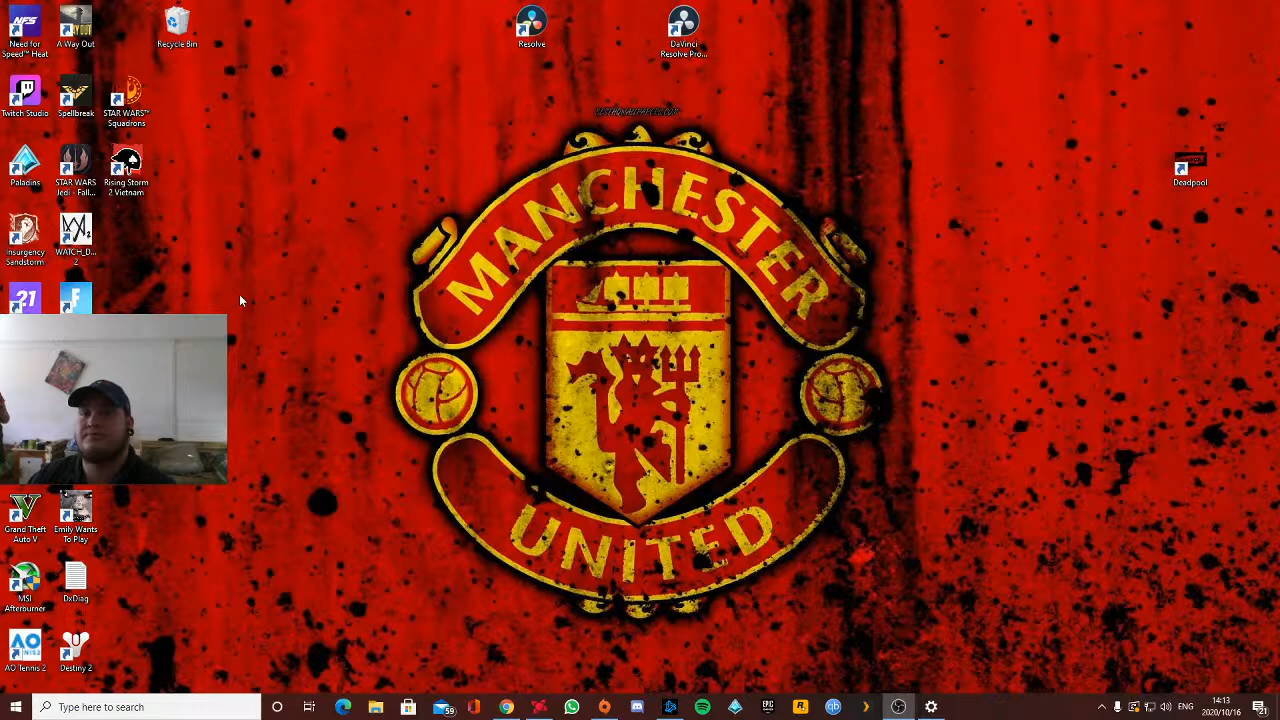 Need for
Speed™ Heat
A Way Out
Recycle Bin
Resolve
DaVinci
Resolve Pro...
Twitch Studio
Spellbreak
STAR WARS™
Squadrons
Paladins
STAR WARS
Jedi - Fall...
Rising Storm
2 Vietnam
Deadpool
Insurgency
Sandstorm
WATCH_D...
2
21
F
MANCHESTER
UNITED
Grand Theft
Auto V
Emily Wants
To Play
MSI
Afterburner
DxDiag
AO Tennis 2
Destiny 2
Type here to search
59
EPIC
ENG
14:13
2020/10/16